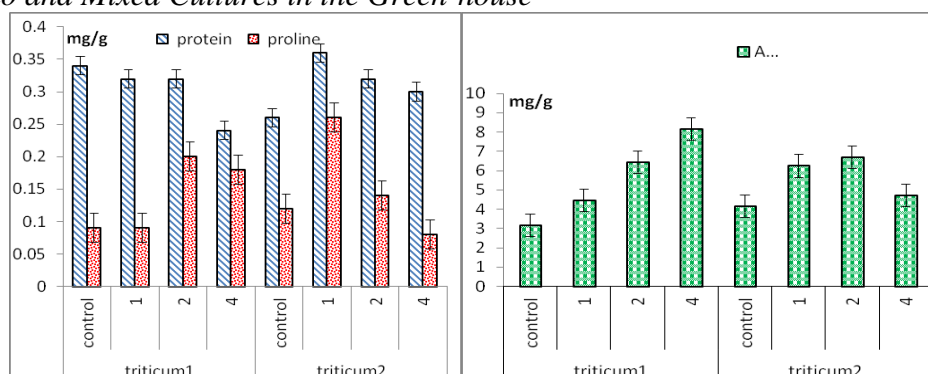 o and Mixed Cultures in the Green-house
mg/g
protein
proline
0.4
0.35
0.3
0.25
0.2
0.15
0.1
0.05
0
control
1
2
4
control
1
2
4
triticum1
triticum2
A...
mg/g
10
9
8
7
6
5
4
3
2
1
0
control
1
2
4
control
1
2
4
triticum1
triticum2